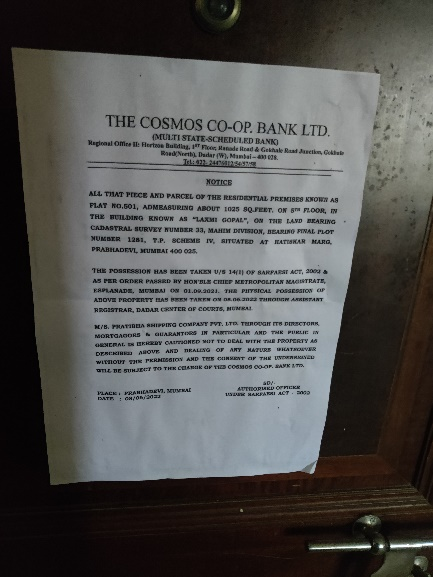 THE COSMOS CO-OP. BANK LTD.
(MULTI STATE-SCHEDULED BANK)
Regional Office II: Horizon Building, 1ST Floor, Ranade Road & Gokhale Road Junction, Gokhale
Road(North), Dadar (W), Mumbai – 400 028.
Tel.: 022-
NOTICE
ALL THAT PIECE AND PARCEL OF THE RESIDENTIAL PREMISES KNOWN AS
FLAT NO.501, ADMEASURING ABOUT 1025 SQ.FEET. ON 5TH FLOOR, IN
THE BUILDING KNOWN AS "LAXMI GOPAL", ON THE LAND BEARING
CADASTRAL SURVEY NUMBER 33, MAHIM DIVISION, BEARING FINAL PLOT
NUMBER 1281, T.P. SCHEME IV, SITUATED AT HATISKAR MARG,
PRABHADEVI, MUMBAI 400 025.
THE POSSESSION HAS BEEN TAKEN U/S 14(1) OF SARFAESI ACT, 2002 &
AS PER ORDER PASSED BY HON'BLE CHIEF METROPOLITAN MAGISTRATE,
ESPLANADE, MUMBAI ON 01.09.2021. THE PHYSICAL POSSESSION OF
ABOVE PROPERTY HAS BEEN TAKEN ON 08.06.2022 THROUGH ASSISTANT
REGISTRAR, DADAR CENTER OF COURTS, MUMBAI.
M/S. PRATIBHA SHIPPING COMPANY PVT. LTD. THROUGH ITS DIRECTORS,
MORTGAGORS & GUARANTORS IN PARTICULAR AND THE PUBLIC IN
GENERAL IS HEREBY CAUTIONED NOT TO DEAL WITH THE PROPERTY AS
DESCRIBED ABOVE AND DEALING OF ANY NATURE WHATSOEVER
WITHOUT THE PERMISSION AND THE CONSENT OF THE UNDERSIGNED
WILL BE SUBJECT TO THE CHARGE OF THE COSMOS CO-OP. BANK LTD.
SD/-
PLACE : PRABHADEVI, MUMBAI AUTHORISED OFFICER
DATE : 08/06/2022 UNDER SARFAESI ACT - 2002